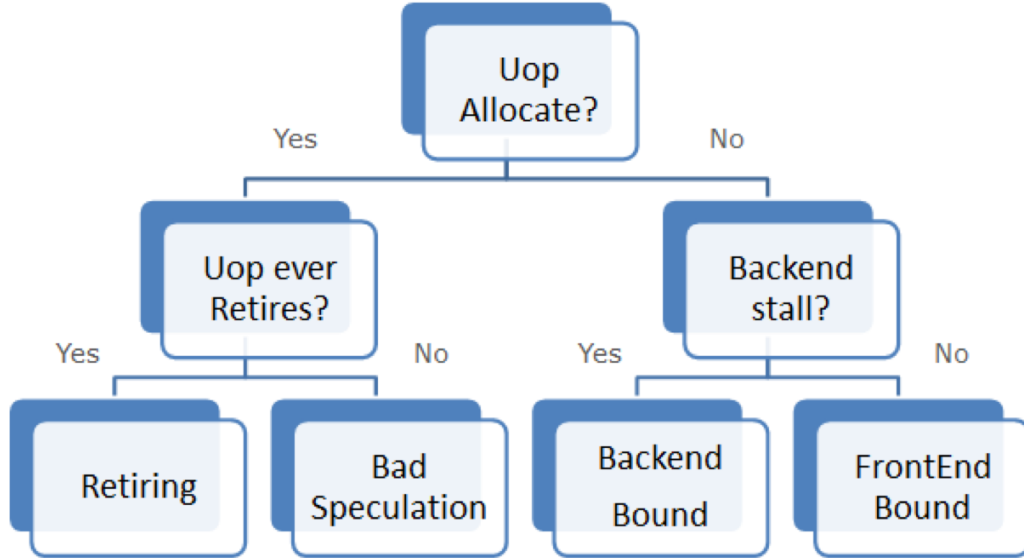 Uop
Allocate?
Yes
No
Uop ever
Retires?
Backend
stall?
Yes
No
Yes
No
Retiring
Bad
Speculation
Backend
Bound
FrontEnd
Bound